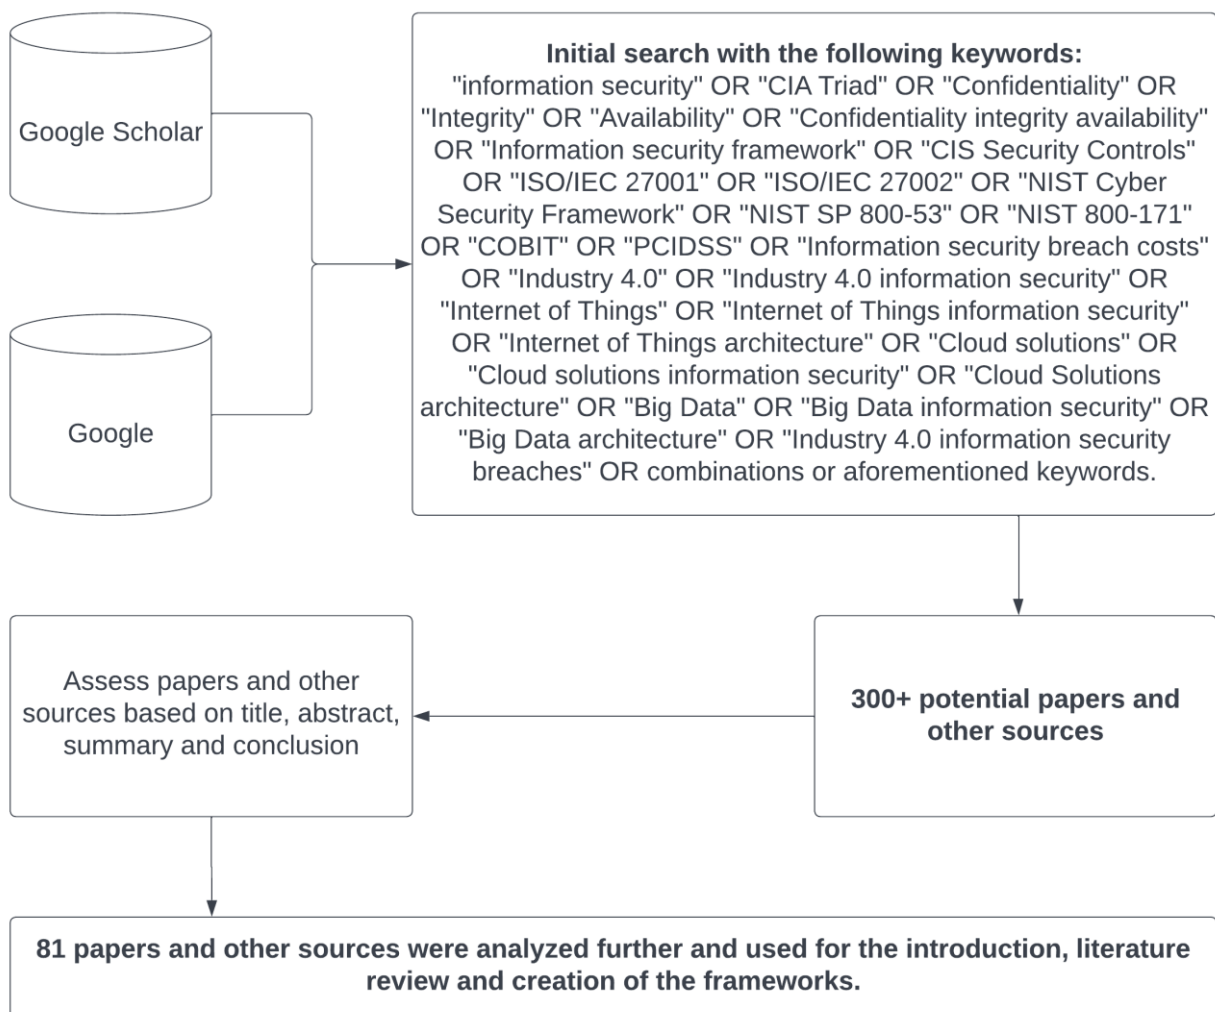 Google Scholar
Google
Initial search with the following keywords:
"information security" OR "CIA Triad" OR "Confidentiality" OR
"Integrity" OR "Availability" OR "Confidentiality integrity availability"
OR "Information security framework" OR "CIS Security Controls"
OR "ISO/IEC 27001" OR "ISO/IEC 27002" OR "NIST Cyber
Security Framework" OR "NIST SP 800-53" OR "NIST 800-171"
OR "COBIT" OR "PCIDSS" OR "Information security breach costs"
OR "Industry 4.0" OR "Industry 4.0 information security" OR
"Internet of Things" OR "Internet of Things information security"
OR "Internet of Things architecture" OR "Cloud solutions" OR
"Cloud solutions information security" OR "Cloud Solutions
architecture" OR "Big Data" OR "Big Data information security" OR
"Big Data architecture" OR "Industry 4.0 information security
breaches" OR combinations or aforementioned keywords.
300+ potential papers and
other sources
Assess papers and other
sources based on title, abstract,
summary and conclusion
81 papers and other sources were analyzed further and used for the introduction, literature
review and creation of the frameworks.